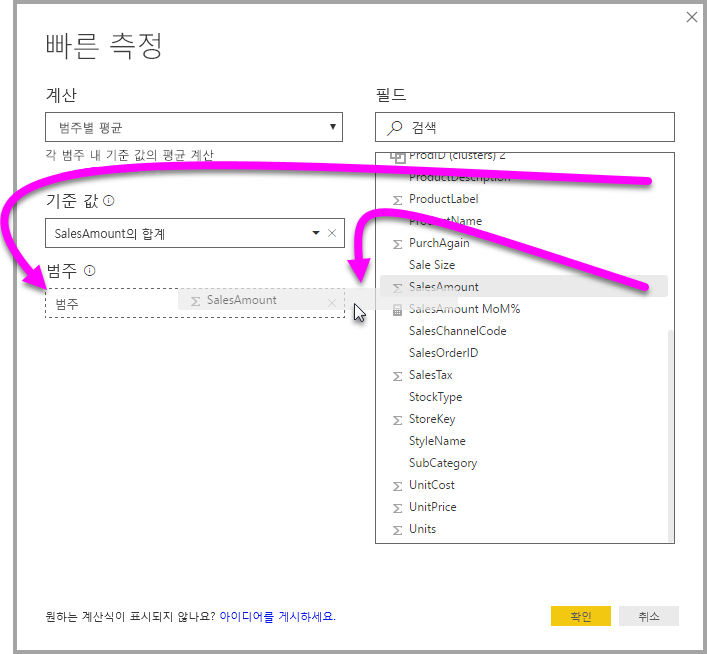 빠른 측정
계산
범주별 평균
각 범주 내 기준 값의 평균 계산
기준 값
SalesAmount의 합계
범주
범주
SalesAmount
필드
검색
ProdID (clusters) 2
ProductDescription
ProductLabel
ProductName
PurchAgain
Sale Size
SalesAmount
SalesAmount MoM%
SalesChannelCode
SalesOrderID
SalesTax
StockType
StoreKey
StyleName
SubCategory
UnitCost
UnitPrice
Units
원하는 계산식이 표시되지 않나요? 아이디어를 게시하세요.
확인
취소